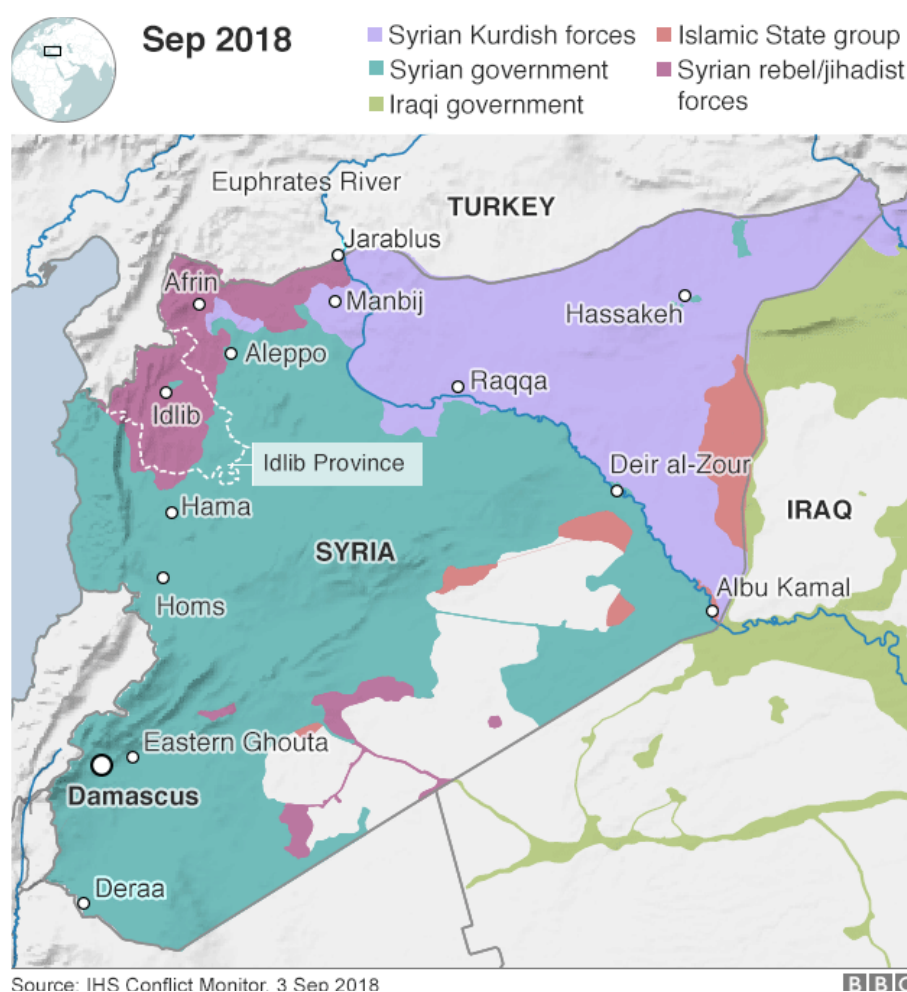 Sep 2018
Syrian Kurdish forces
Syrian government
Iraqi government
Islamic State group
Syrian rebel/jihadist
forces
Euphrates River
TURKEY
Jarablus
Afrin
Manbij
Hassakeh
Aleppo
Raqqa
Idlib
Idlib Province
Deir al-Zour
Hama
IRAQ
SYRIA
Albu Kamal
Homs
Eastern Ghouta
Damascus
Deraa
Source: IHS Conflict Monitor, 3 Sep 2018
BBC